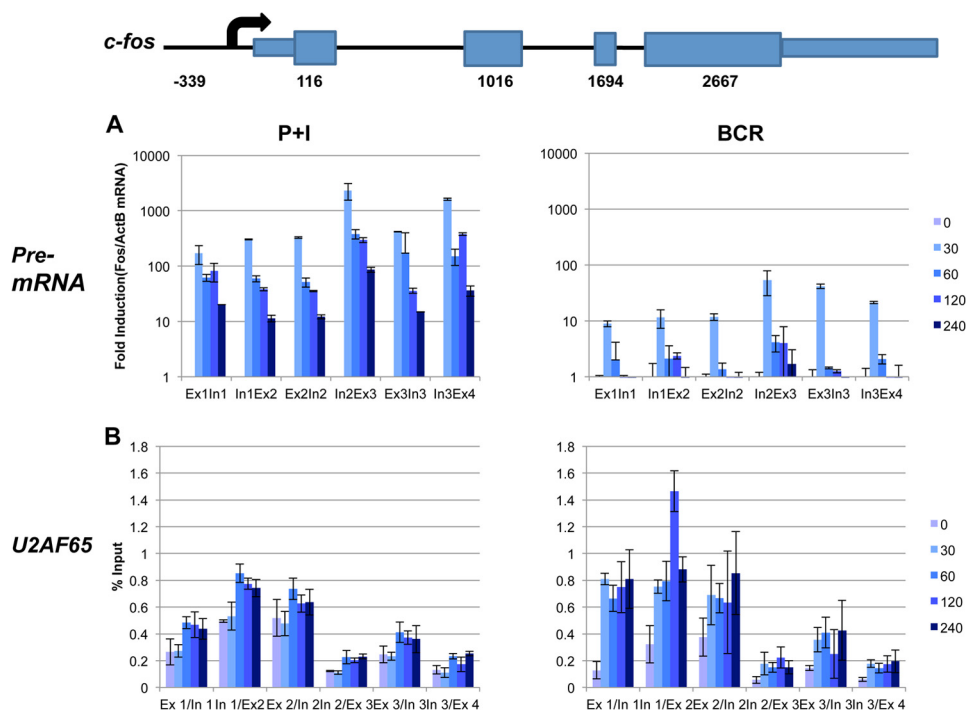 c-fos
-339 116 1016 1694 2667
A
P+I
BCR
Pre-
mRNA
Fold Induction(Fos/ActB mRNA)
10000
1000
100
10
1
Ex1In1 In1Ex2 Ex2In2 In2Ex3 Ex3In3 In3Ex4
10000
1000
100
10
1
Ex1In1 In1Ex2 Ex2In2 In2Ex3 Ex3In3 In3Ex4
0
30
60
120
240
B
U2AF65
% Input
1.8
1.6
1.4
1.2
1
0.8
0.6
0.4
0.2
0
Ex 1/In 1 In 1/Ex2 Ex 2/In 2 In 2/Ex 3 Ex 3/In 3 In 3/Ex 4
1.8
1.6
1.4
1.2
1
0.8
0.6
0.4
0.2
0
Ex 1/In 1 In 1/Ex 2 Ex 2/In 2 In 2/Ex 3 Ex 3/In 3 In 3/Ex 4
0
30
60
120
240